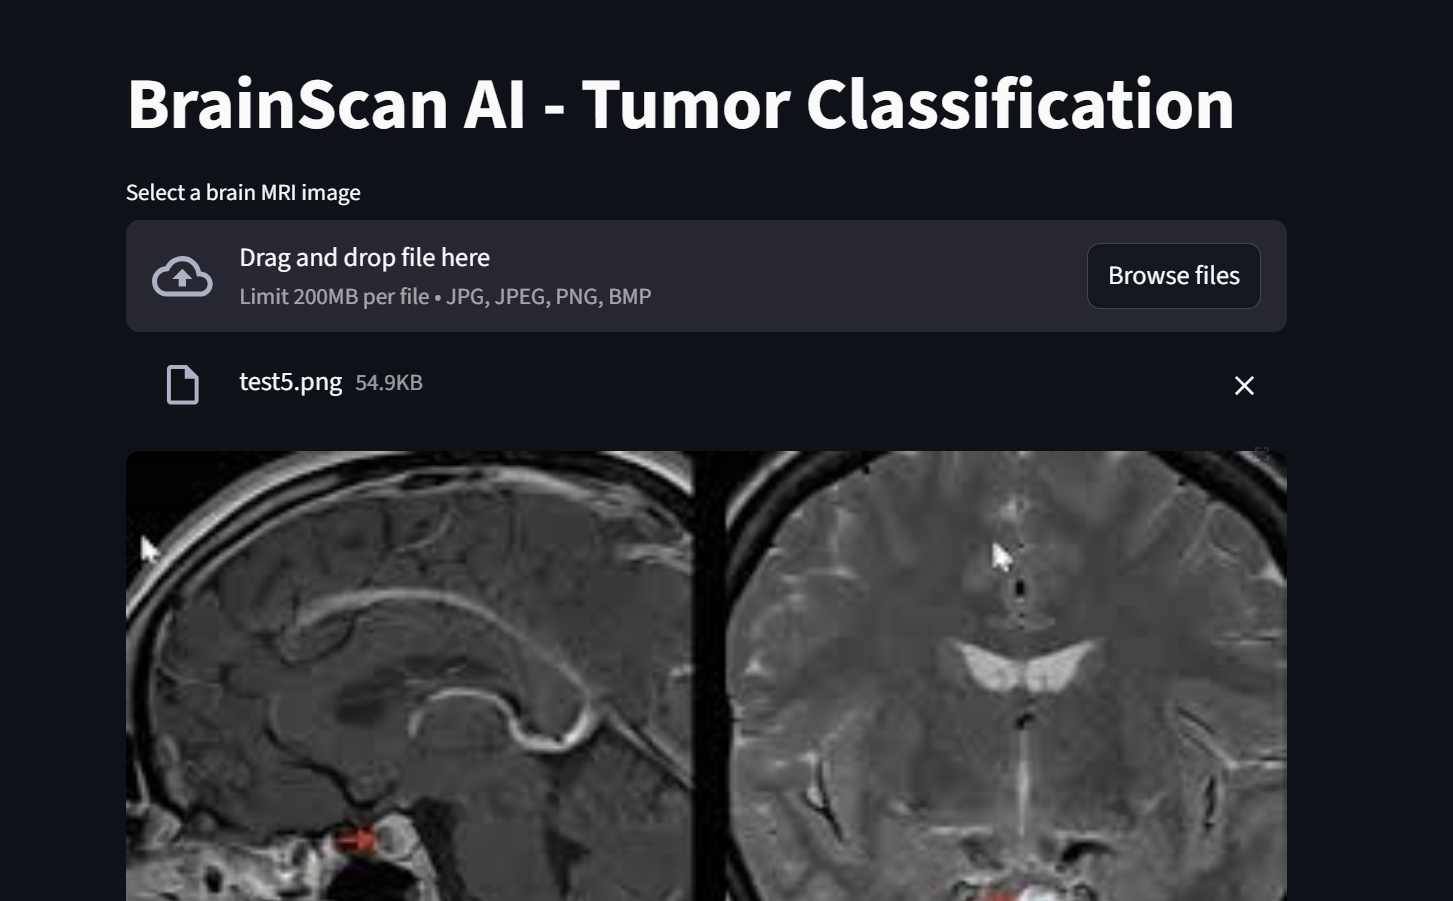 BrainScan AI - Tumor Classification
Select a brain MRI image
Drag and drop file here
Limit 200MB per file • JPG, JPEG, PNG, BMP
Browse files
test5.png 54.9KB